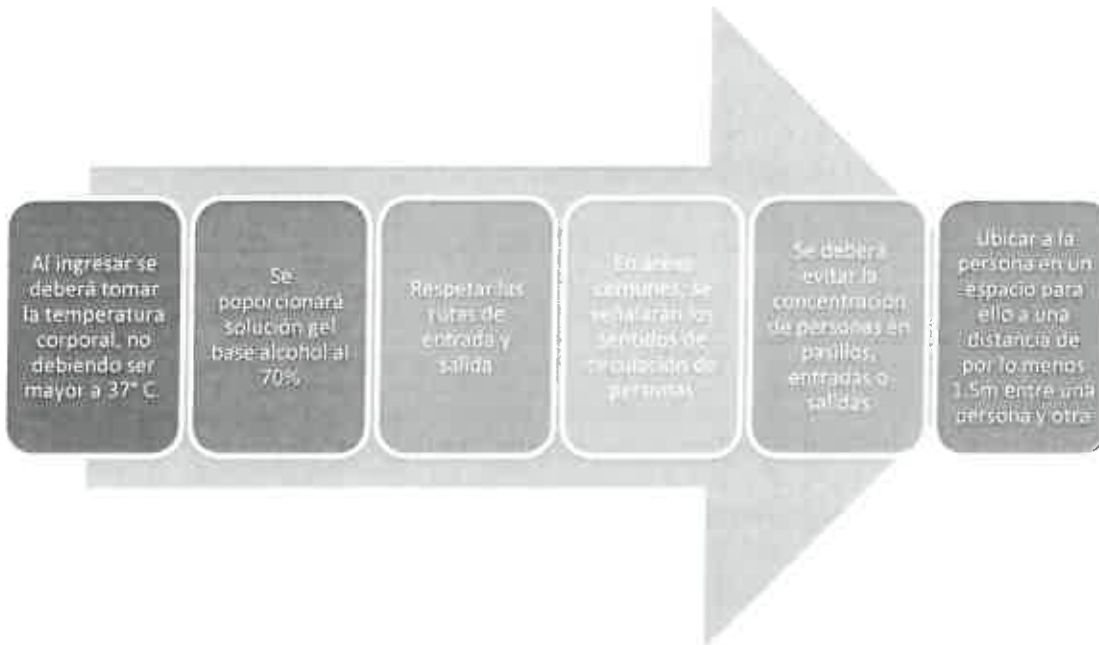 Al ingresar se
deberá tomar
la temperatura
corporal, no
debiendo ser
mayor a 37° C.
Se
poporcionará
solución gel
base alcohol al
70%
Respetar las
rutas de
entrada y
salida
En áreas
comunes, se
señalarán los
sentidos de
circulación de
personas
Se deberá
evitar la
concentración
de personas en
pasillos,
entradas o
salidas
Ubicar a la
persona en un
espacio para
ello a una
distancia de
por lo menos
1.5m entre una
persona y otra